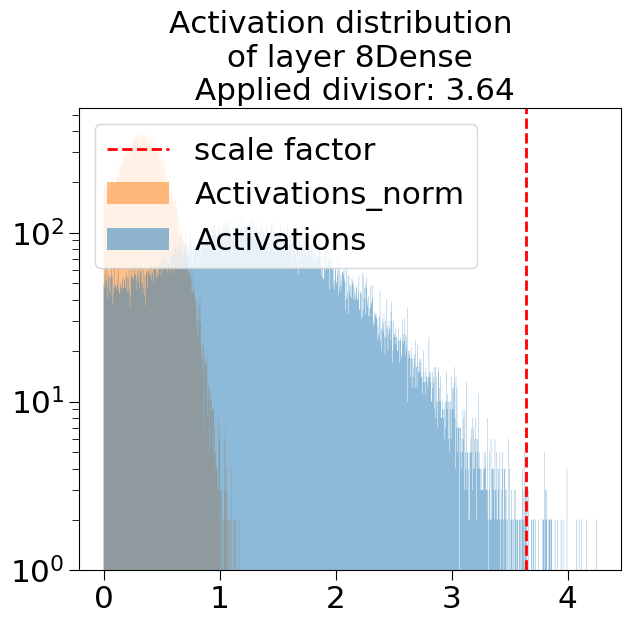 Activation distribution
of layer 8Dense
Applied divisor: 3.64
scale factor
Activations_norm
Activations
10²
10¹
10⁰
0 1 2 3 4